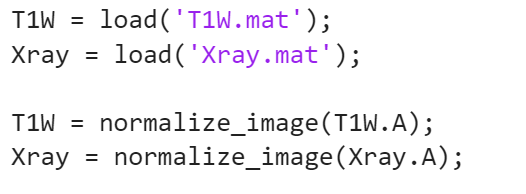 T1W = load('T1W.mat');
Xray = load('Xray.mat');
T1W = normalize_image(T1W.A);
Xray = normalize_image(Xray.A);